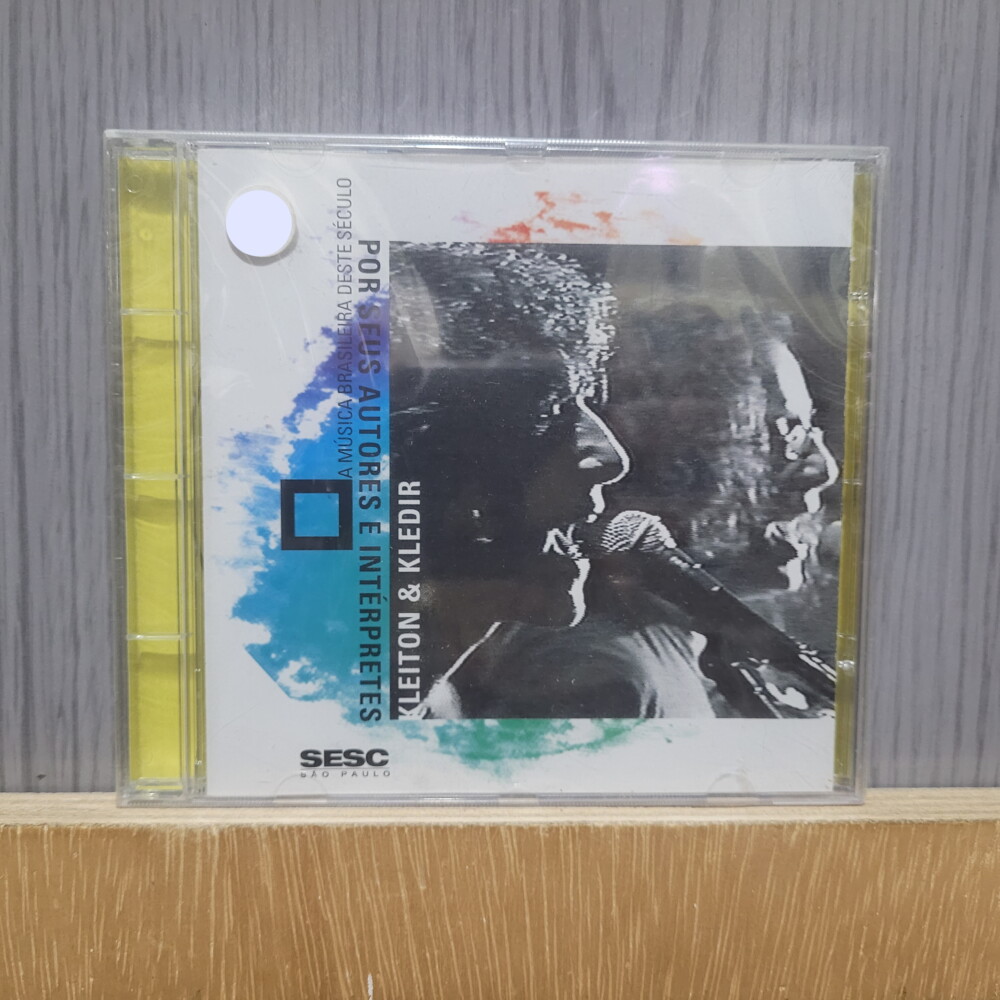 A MÚSICA BRASILEIRA DESTE SÉCULO
POR SEUS AUTORES E INTÉRPRETES
KLEITON & KLEDIR
SESC
SÃO PAULO